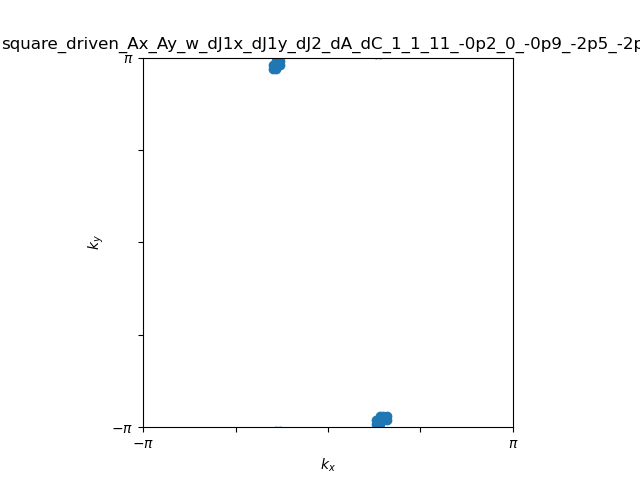 square_driven_Ax_Ay_w_dJ1x_dJ1y_dJ2_dA_dC_1_1_11_-0p2_0_-0p9_-2p5_-2p
π
k_y
−π
−π
π
k_x